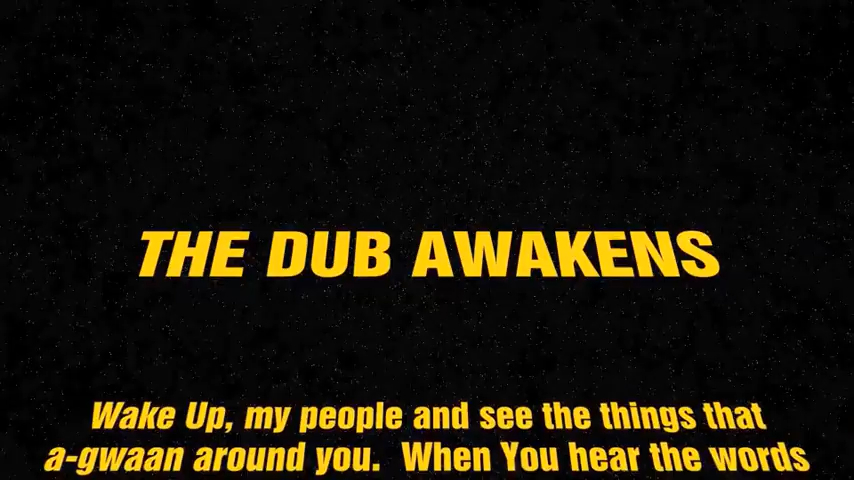 THE DUB AWAKENS
Wake Up, my people and see the things that
a-gwaan around you.  When You hear the words